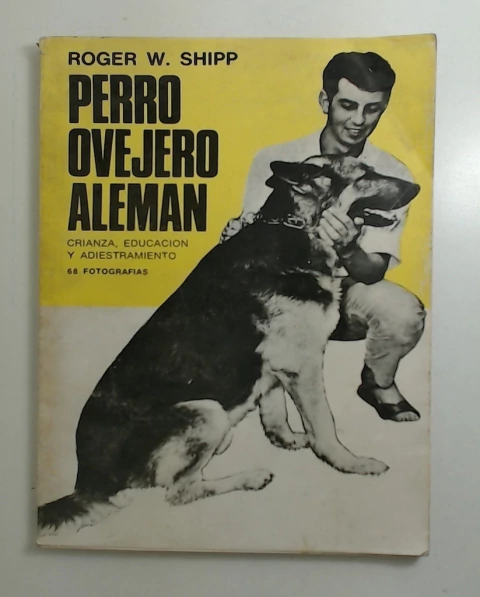 ROGER W. SHIPP
PERRO
OVEJERO
ALEMAN
CRIANZA, EDUCACION
Y ADIESTRAMIENTO
68 FOTOGRAFIAS